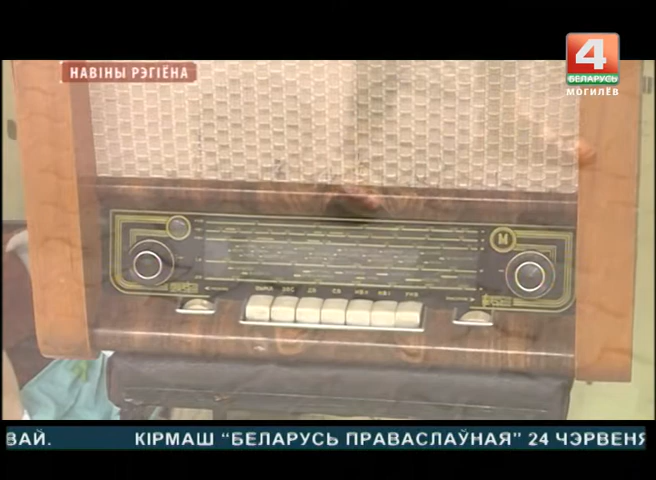 НАВІНЫ РЭГІЁНА
4
БЕЛАРУСЬ
МОГИЛЁВ
M
ВАЙ. КІРМАШ “БЕЛАРУСЬ ПРАВАСЛАЎНАЯ” 24 ЧЭРВЕНЯ